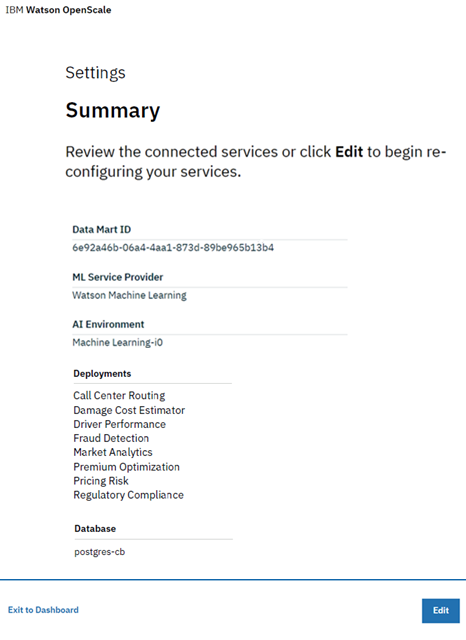 IBM Watson OpenScale
Settings
Summary
Review the connected services or click Edit to begin re-
configuring your services.
Data Mart ID
6e92a46b-06a4-4aa1-873d-89be965b13b4
ML Service Provider
Watson Machine Learning
AI Environment
Machine Learning-i0
Deployments
Call Center Routing
Damage Cost Estimator
Driver Performance
Fraud Detection
Market Analytics
Premium Optimization
Pricing Risk
Regulatory Compliance
Database
postgres-cb
Exit to Dashboard
Edit